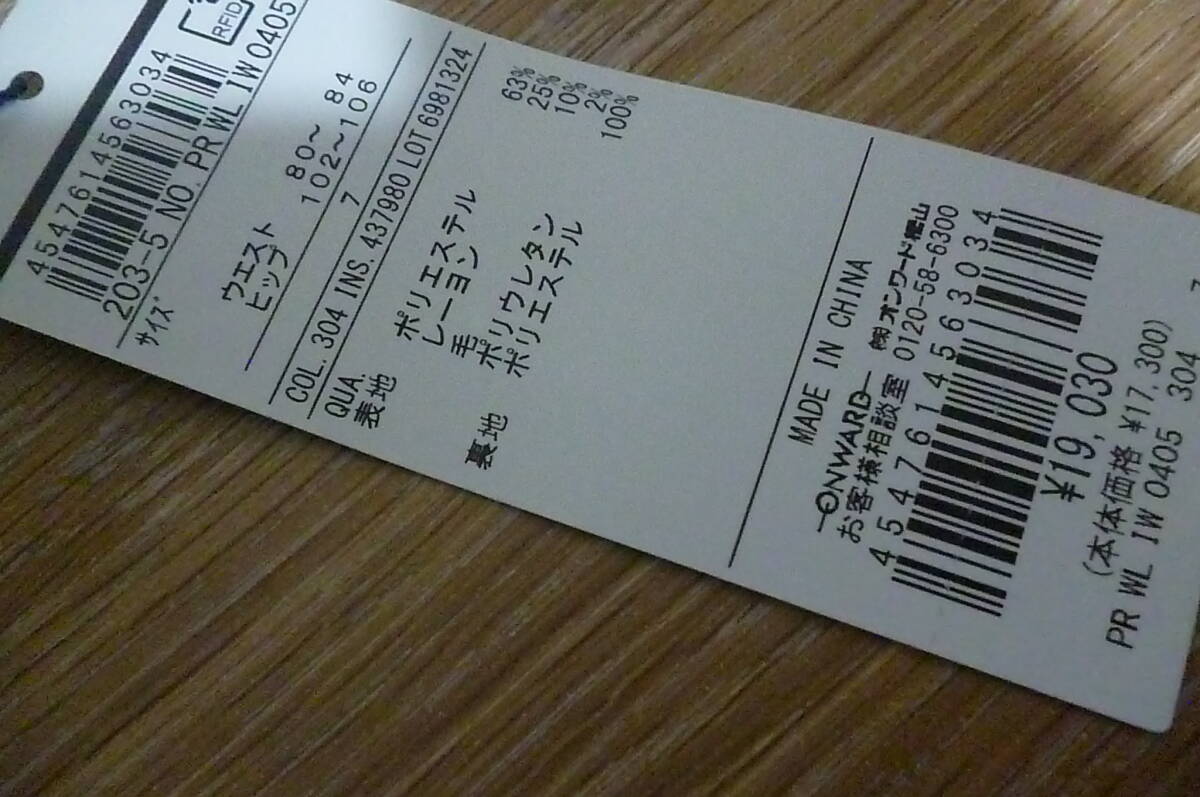 RFID
4547614563034
203-5 NO. PR WL IW 0405
サイズ
ウエスト 80～ 84
ヒップ 102～106
7
COL. 304 INS. 437980 LOT 6981324
QUA.
表地 ポリエステル 63%
レーヨン 25%
毛 10%
ポリウレタン 2%
裏地 ポリエステル 100%
MADE IN CHINA
ONWARD ㈱オンワード樫山
お客様相談室 0120-58-6300
4547614563034
¥19,030
(本体価格 ¥17,300)
PR WL IW 0405 304 7